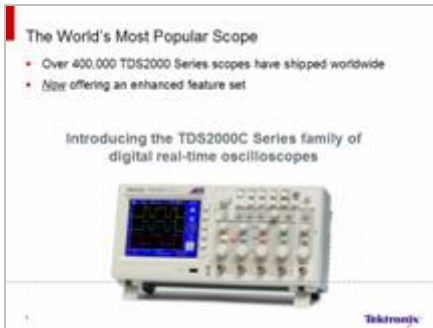 The World's Most Popular Scope
Over 400,000 TDS2000 Series scopes have shipped worldwide
Now offering an enhanced feature set
Introducing the TDS2000C Series family of
digital real-time oscilloscopes
Tektronix